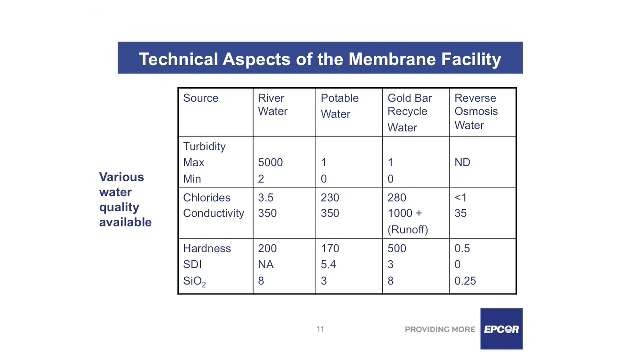 Technical Aspects of the Membrane Facility
Various
water
quality
available
Source River Water Potable Water Gold Bar Recycle Water Reverse Osmosis Water
Turbidity
Max 5000 1 1 ND
Min 2 0 0
Chlorides 3.5 230 280 <1
Conductivity 350 350 1000 + (Runoff) 35
Hardness 200 170 500 0.5
SDI NA 5.4 3 0
SiO₂ 8 3 8 0.25
11
PROVIDING MORE
EPCOR